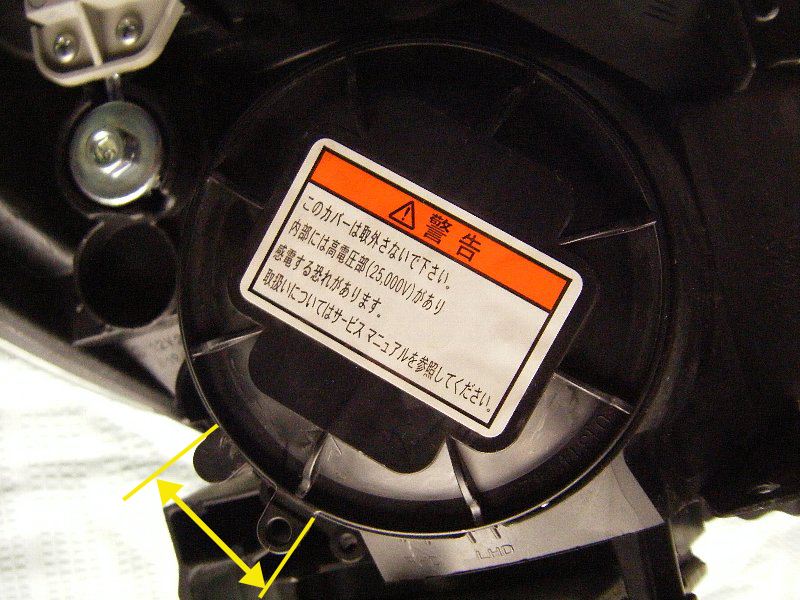 警告
このカバーは取外さないで下さい。
内部には高電圧部(25,000V)があり
感電する恐れがあります。
取扱いについてはサービスマニュアルを参照してください。
LHD